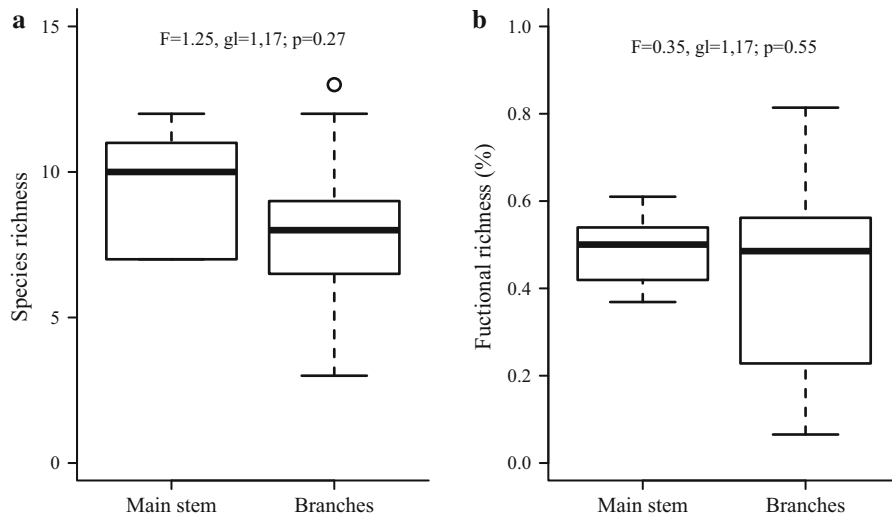 a
F=1.25, gl=1,17; p=0.27
Species richness
15
10
5
0
Main stem Branches
b
F=0.35, gl=1,17; p=0.55
Fuctional richness (%)
1.0
0.8
0.6
0.4
0.2
0.0
Main stem Branches